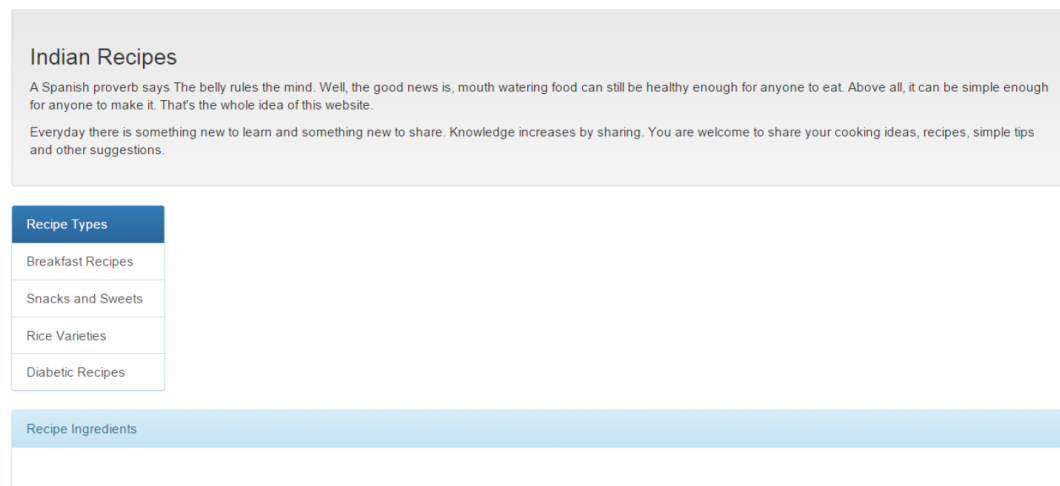 Indian Recipes
A Spanish proverb says The belly rules the mind. Well, the good news is, mouth watering food can still be healthy enough for anyone to eat. Above all, it can be simple enough
for anyone to make it. That's the whole idea of this website.
Everyday there is something new to learn and something new to share. Knowledge increases by sharing. You are welcome to share your cooking ideas, recipes, simple tips
and other suggestions.
Recipe Types
Breakfast Recipes
Snacks and Sweets
Rice Varieties
Diabetic Recipes
Recipe Ingredients